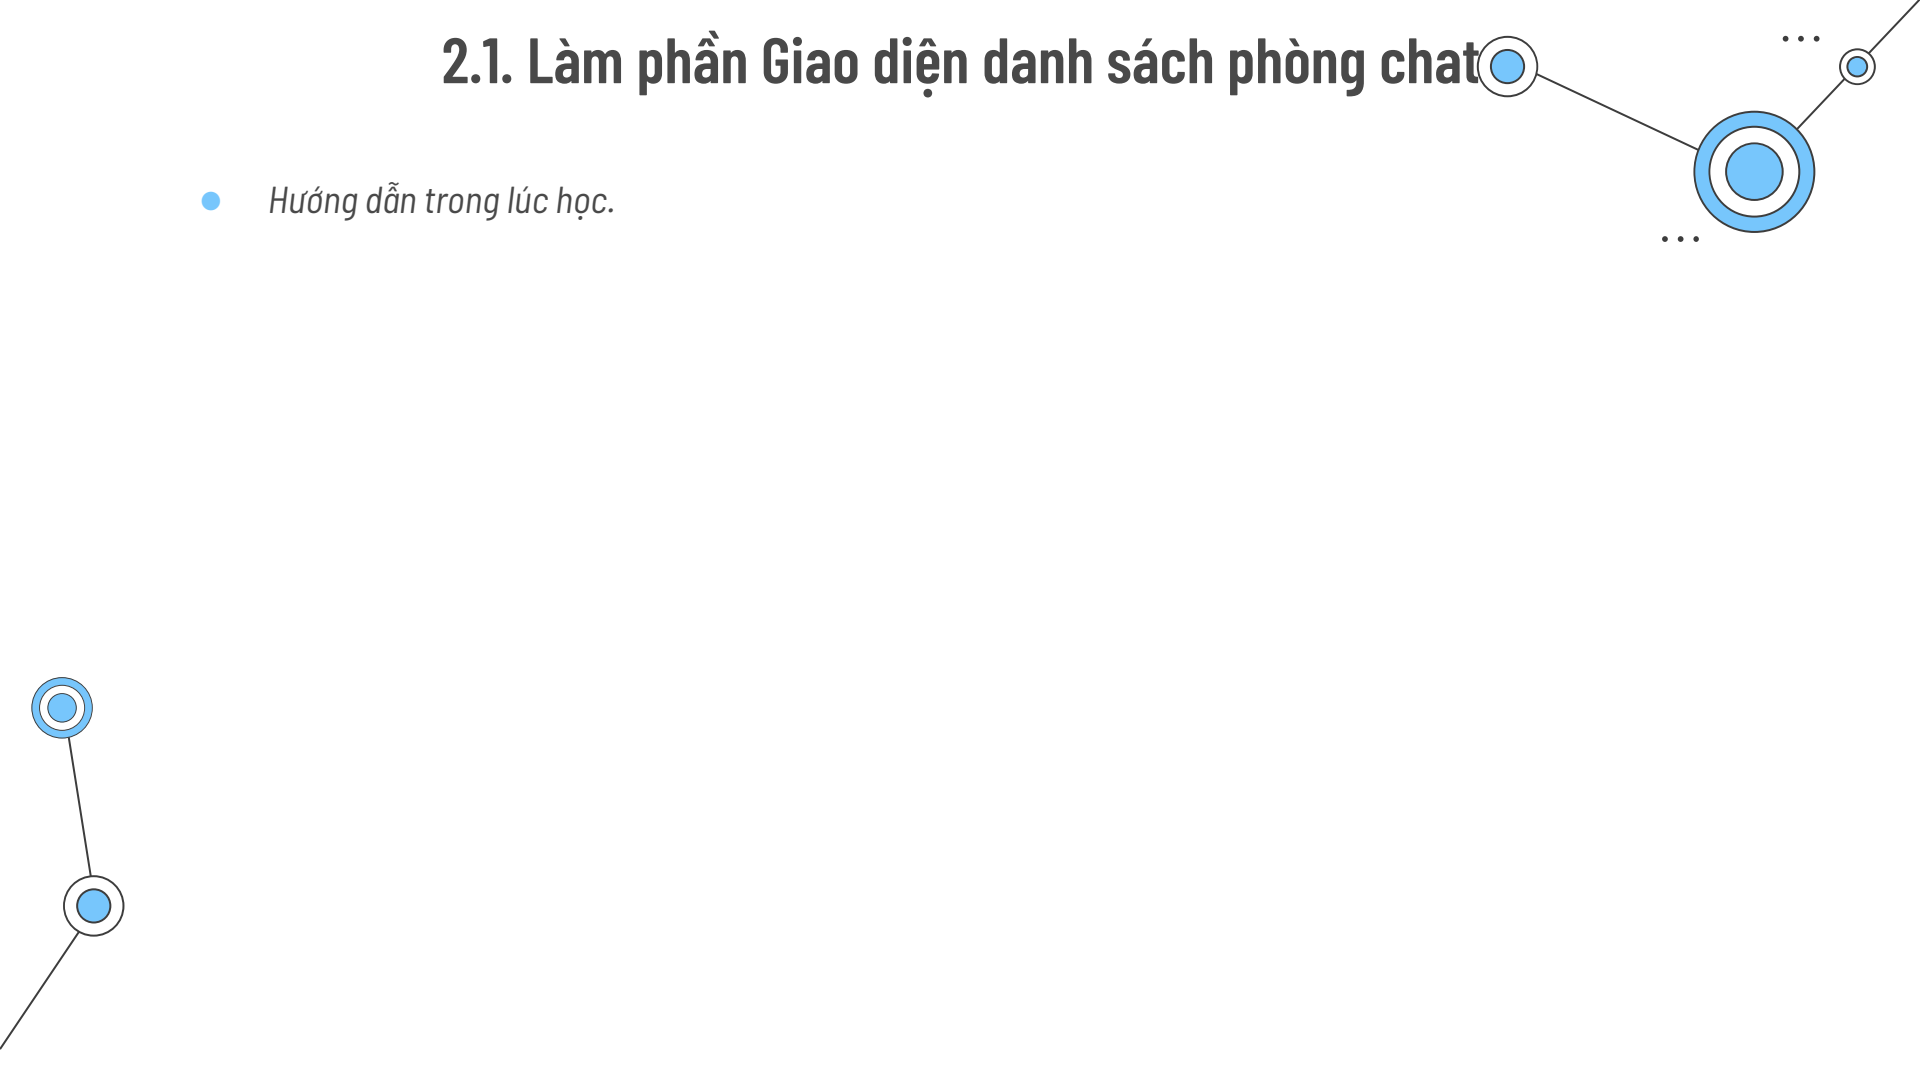 2.1. Làm phần Giao diện danh sách phòng chat
Hướng dẫn trong lúc học.